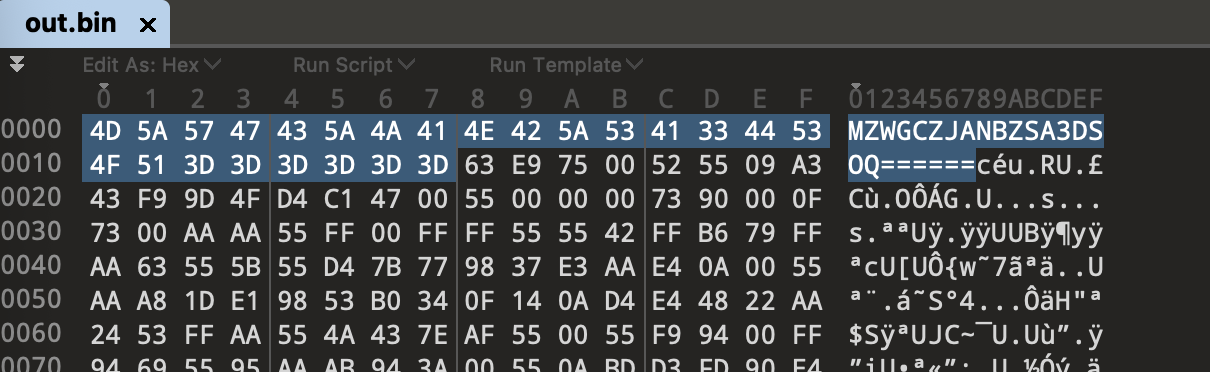 out.bin ×
Edit As: Hex Run Script Run Template
0 1 2 3 4 5 6 7 8 9 A B C D E F 0123456789ABCDEF
0000 4D 5A 57 47 43 5A 4A 41 4E 42 5A 53 41 33 44 53 MZWGCZJANBZSA3DS
0010 4F 51 3D 3D 3D 3D 3D 3D 63 E9 75 00 52 55 09 A3 OQ======céu.RU.£
0020 43 F9 9D 4F D4 C1 47 00 55 00 00 00 73 90 00 0F Cù.OÔÁG.U...s...
0030 73 00 AA AA 55 FF 00 FF FF 55 55 42 FF B6 79 FF s.ªªUÿ.ÿÿUUBÿ¶yÿ
0040 AA 63 55 5B 55 D4 7B 77 98 37 E3 AA E4 0A 00 55 ªcU[UÔ{w˜7ãªä..U
0050 AA A8 1D E1 98 53 B0 34 0F 14 0A D4 E4 48 22 AA ª¨.á˜S°4...ÔäH"ª
0060 24 53 FF AA 55 4A 43 7E AF 55 00 55 F9 94 00 FF $SÿªUJC~¯U.Uù”.ÿ
0070 94 69 55 95 AA AB 94 3A 00 55 0A BD D3 FD 90 E4 ”iU•ª«”:.U.½Óý.ä